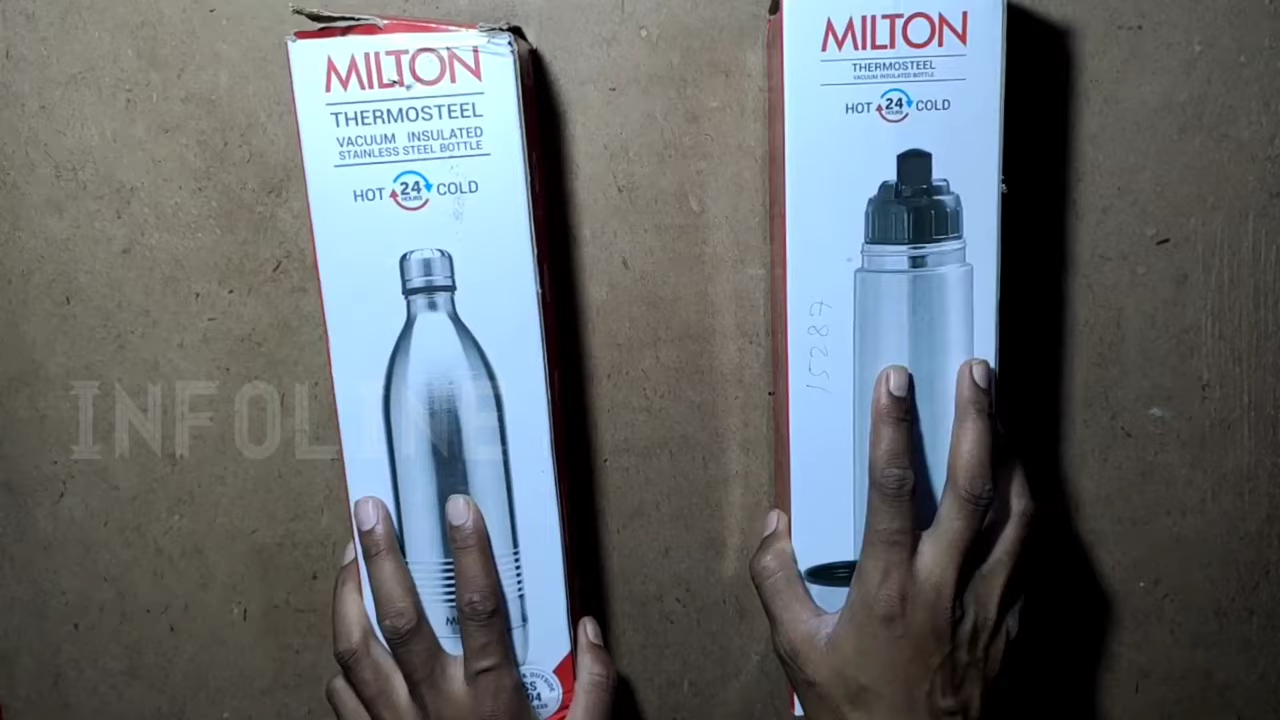 MILTON
THERMOSTEEL
VACUUM INSULATED
STAINLESS STEEL BOTTLE
HOT 24 HOURS COLD
MILTON
THERMOSTEEL
VACUUM INSULATED BOTTLE
HOT 24 HOURS COLD
15287
INFOLINE